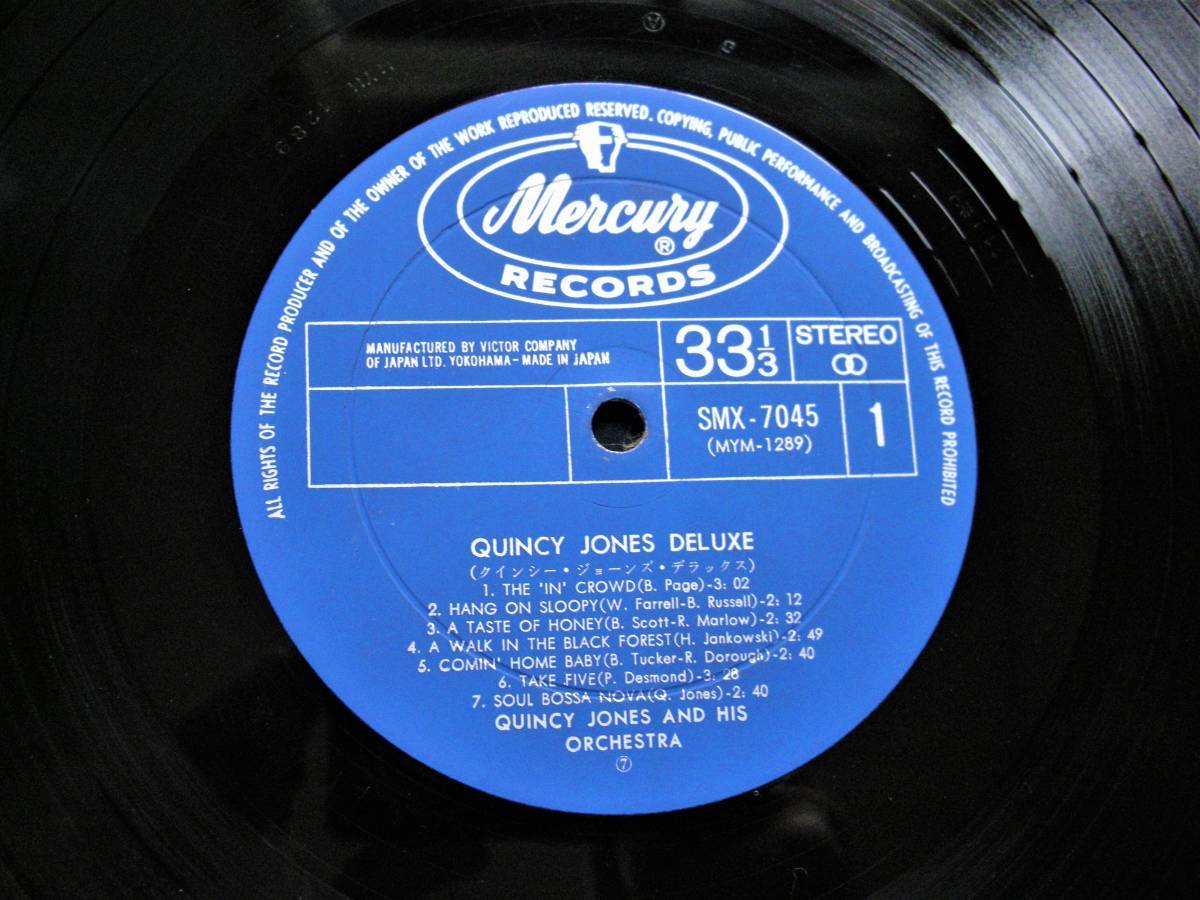 ALL RIGHTS OF THE RECORD PRODUCER AND OF THE OWNER OF THE WORK REPRODUCED RESERVED. COPYING, PUBLIC PERFORMANCE AND BROADCASTING OF THIS RECORD PROHIBITED
Mercury ®
RECORDS
MANUFACTURED BY VICTOR COMPANY
OF JAPAN LTD. YOKOHAMA - MADE IN JAPAN
33 1/3
STEREO
SMX - 7045
(MYM-1289)
1
QUINCY JONES DELUXE
(クインシー・ジョーンズ・デラックス)
1. THE 'IN' CROWD(B. Page)-3: 02
2. HANG ON SLOOPY(W. Farrell-B. Russell)-2: 12
3. A TASTE OF HONEY(B. Scott-R. Marlow)-2: 32
4. A WALK IN THE BLACK FOREST(H. Jankowski)-2: 49
5. COMIN' HOME BABY(B. Tucker-R. Dorough)-2: 40
6. TAKE FIVE(P. Desmond)-3: 28
7. SOUL BOSSA NOVA(Q. Jones)-2: 40
QUINCY JONES AND HIS
ORCHESTRA
⑦